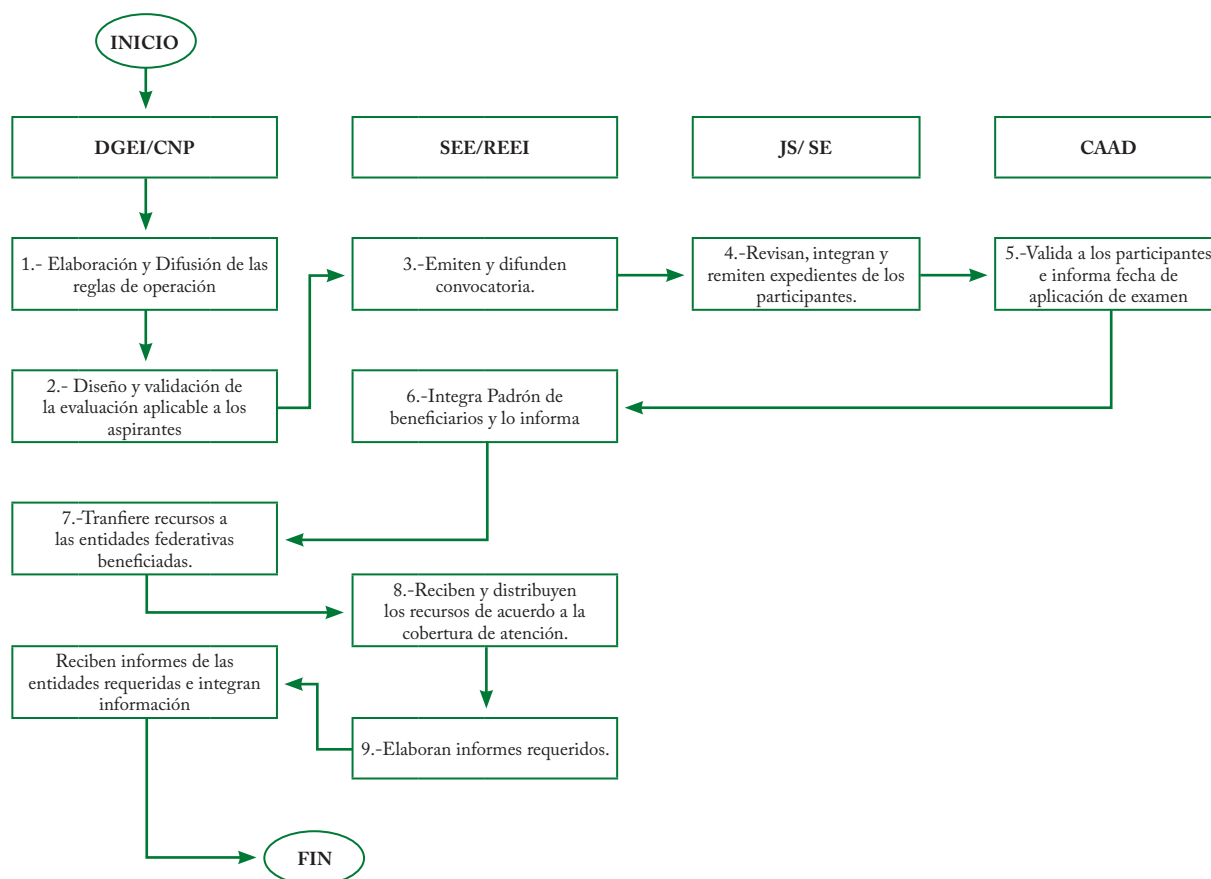 INICIO
DGEI/CNP
SEE/REEI
JS/ SE
CAAD
1.- Elaboración y Difusión de las
reglas de operación
3.-Emiten y difunden
convocatoria.
4.-Revisan, integran y
remiten expedientes de los
participantes.
5.-Valida a los participantes
e informa fecha de
aplicación de examen
2.- Diseño y validación de
la evaluación aplicable a los
aspirantes
6.-Integra Padrón de
beneficiarios y lo informa
7.-Tranfiere recursos a
las entidades federativas
beneficiadas.
8.-Reciben y distribuyen
los recursos de acuerdo a la
cobertura de atención.
Reciben informes de las
entidades requeridas e integran
información
9.-Elaboran informes requeridos.
FIN